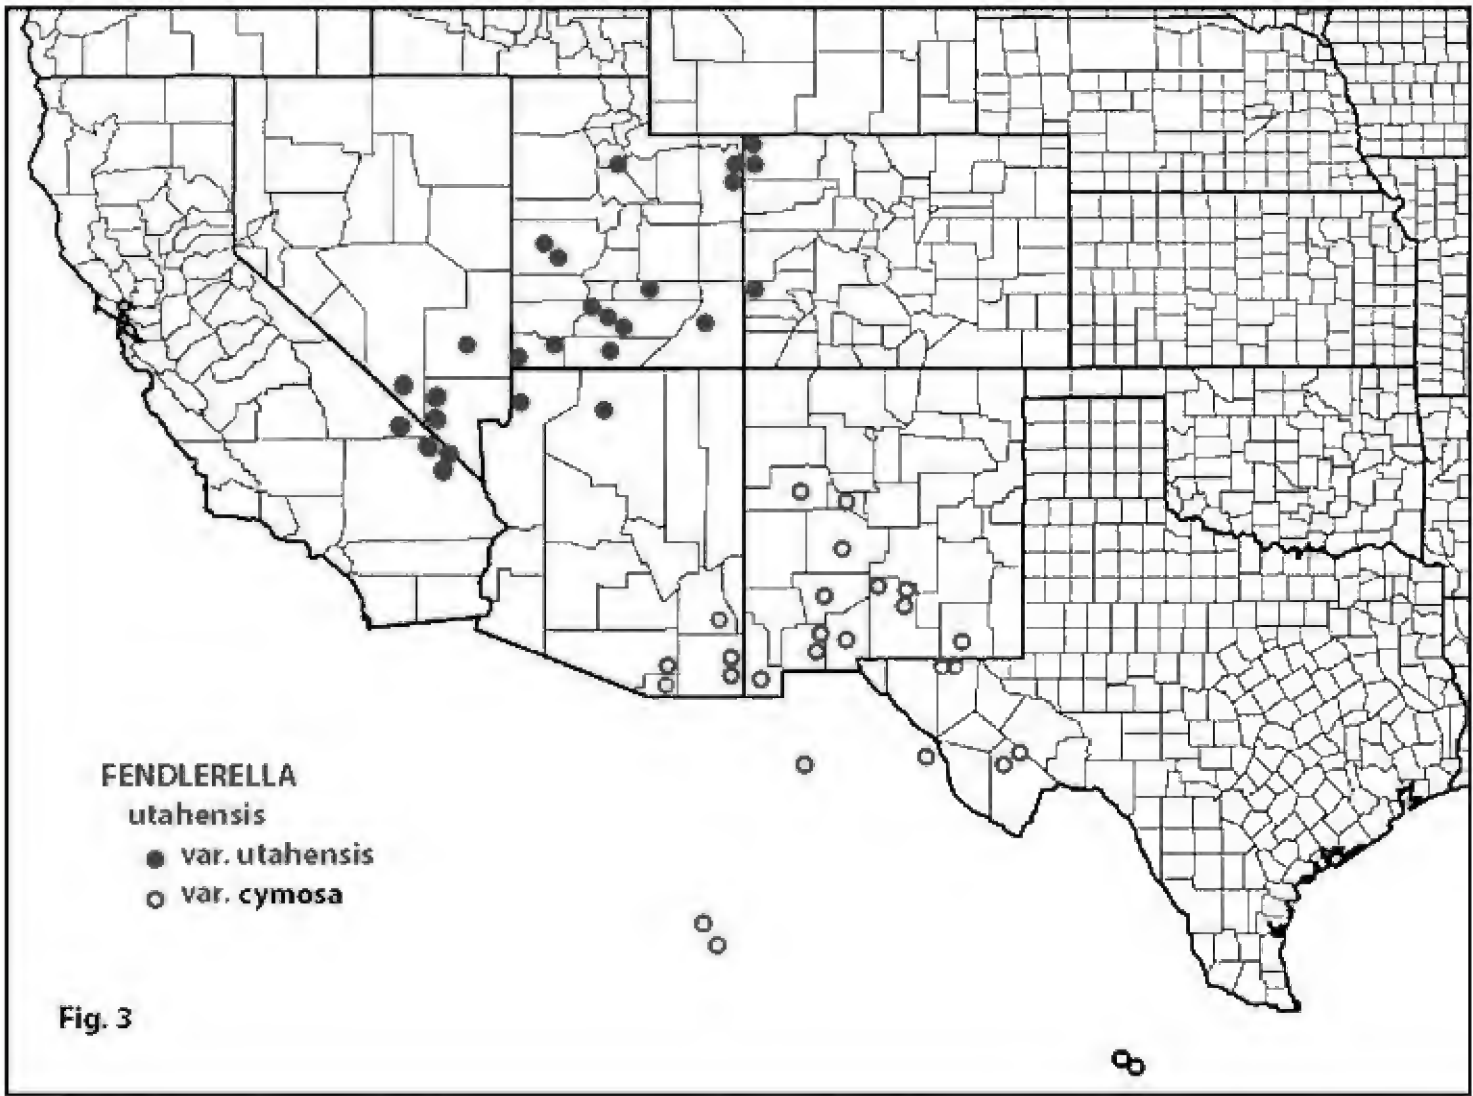 FENDLERELLA
utahensis
var. utahensis
var. cymosa
Fig. 3